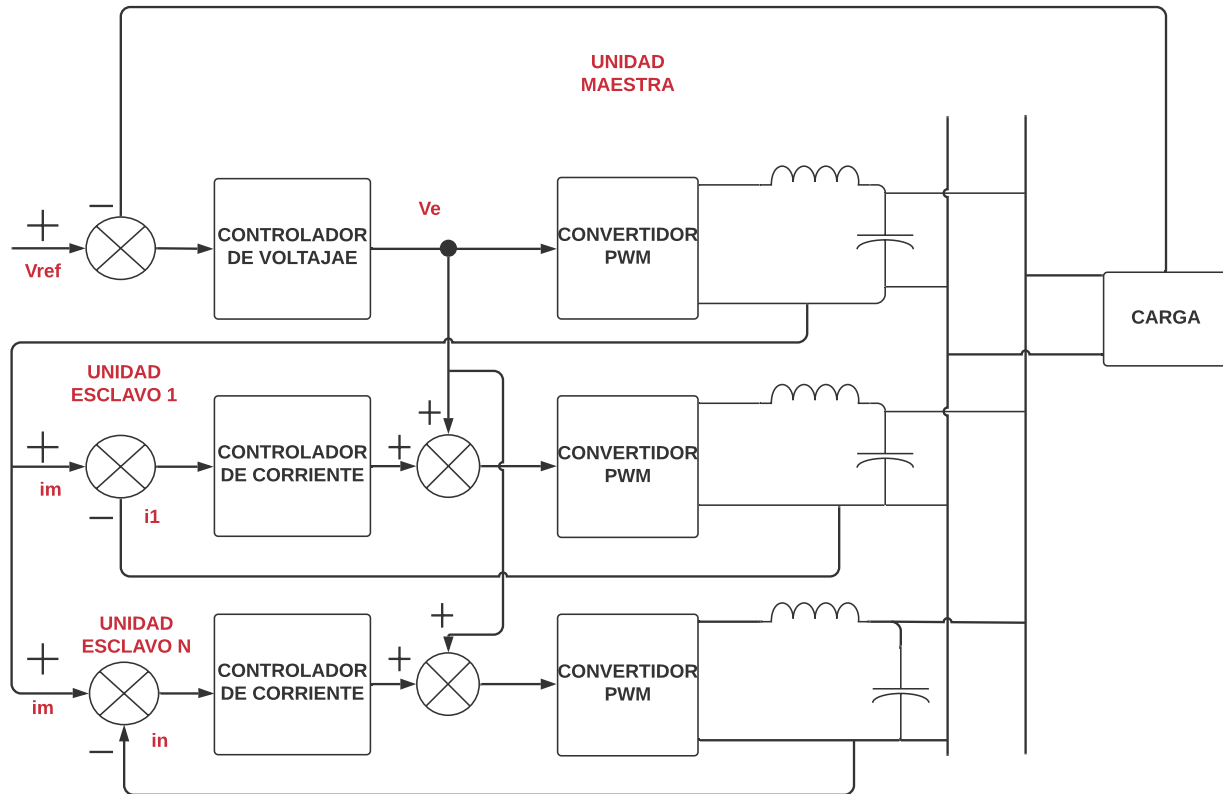 UNIDAD
MAESTRA
+
−
Vref
CONTROLADOR
DE VOLTAJAE
Ve
CONVERTIDOR
PWM
CARGA
UNIDAD
ESCLAVO 1
+
im
−
i1
CONTROLADOR
DE CORRIENTE
+
+
CONVERTIDOR
PWM
UNIDAD
ESCLAVO N
+
im
−
in
CONTROLADOR
DE CORRIENTE
+
+
CONVERTIDOR
PWM